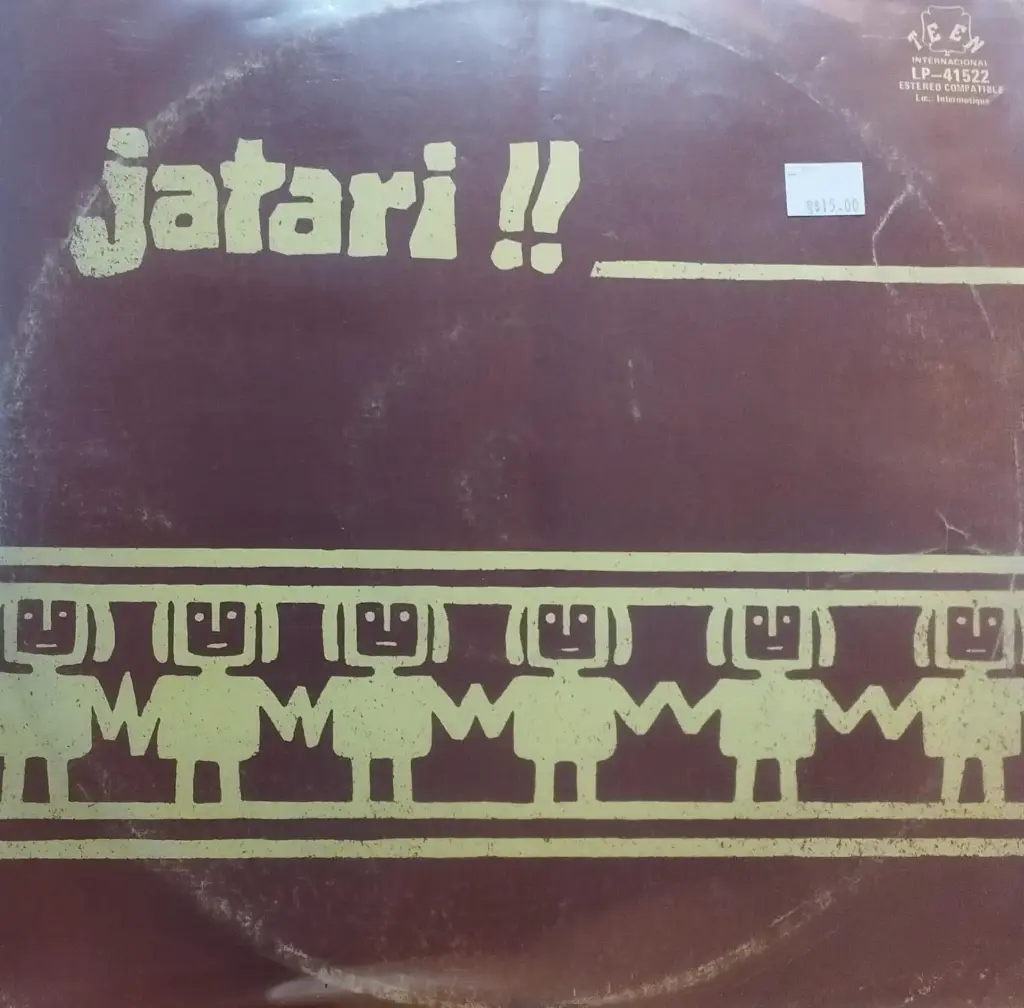 TEEN
INTERNACIONAL
LP-41522
ESTEREO COMPATIBLE
jatari !!